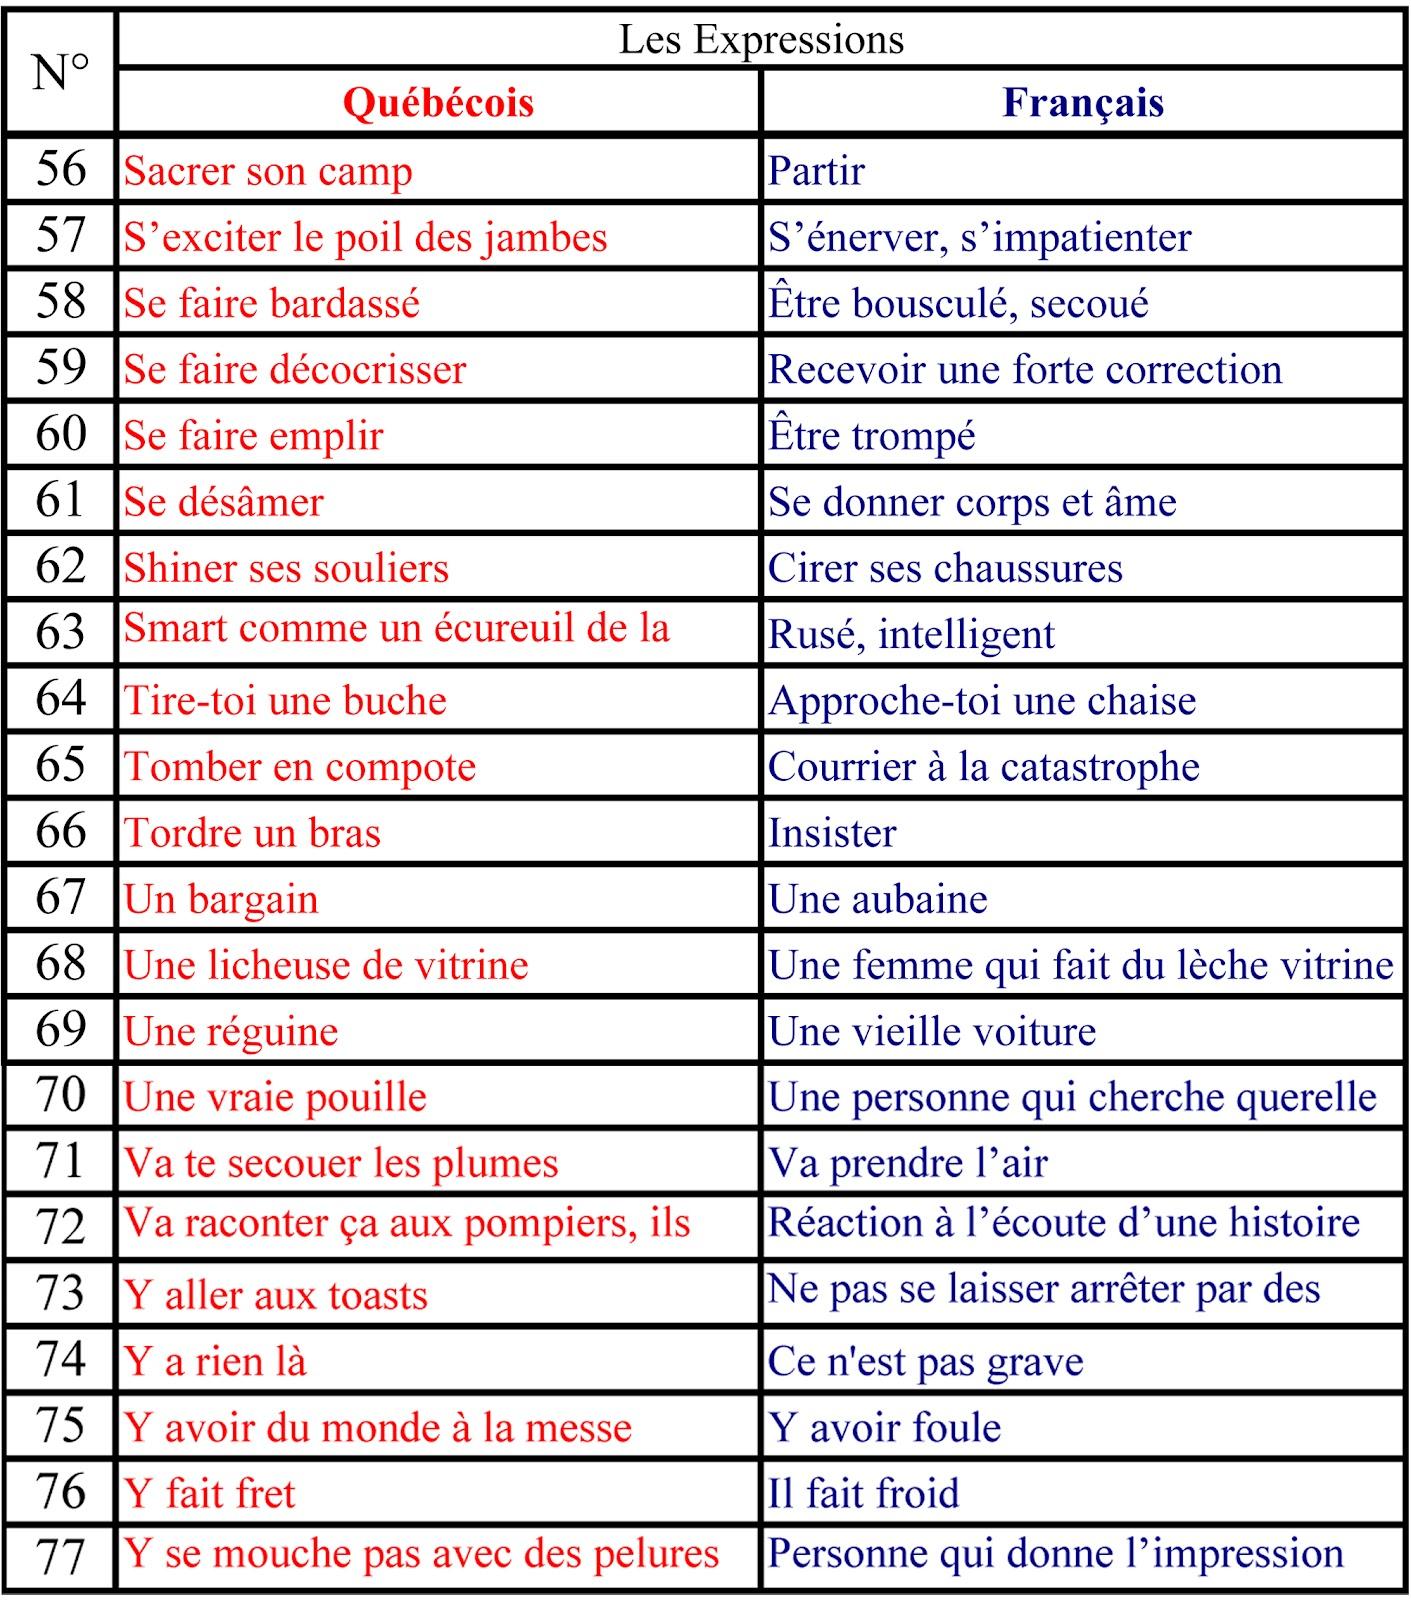 N° Les Expressions
Québécois Français
56 Sacrer son camp Partir
57 S’exciter le poil des jambes S’énerver, s’impatienter
58 Se faire bardassé Être bousculé, secoué
59 Se faire décocrisser Recevoir une forte correction
60 Se faire emplir Être trompé
61 Se désâmer Se donner corps et âme
62 Shiner ses souliers Cirer ses chaussures
63 Smart comme un écureuil de la Rusé, intelligent
64 Tire-toi une buche Approche-toi une chaise
65 Tomber en compote Courrier à la catastrophe
66 Tordre un bras Insister
67 Un bargain Une aubaine
68 Une licheuse de vitrine Une femme qui fait du lèche vitrine
69 Une réguine Une vieille voiture
70 Une vraie pouille Une personne qui cherche querelle
71 Va te secouer les plumes Va prendre l’air
72 Va raconter ça aux pompiers, ils Réaction à l’écoute d’une histoire
73 Y aller aux toasts Ne pas se laisser arrêter par des
74 Y a rien là Ce n'est pas grave
75 Y avoir du monde à la messe Y avoir foule
76 Y fait fret Il fait froid
77 Y se mouche pas avec des pelures Personne qui donne l’impression